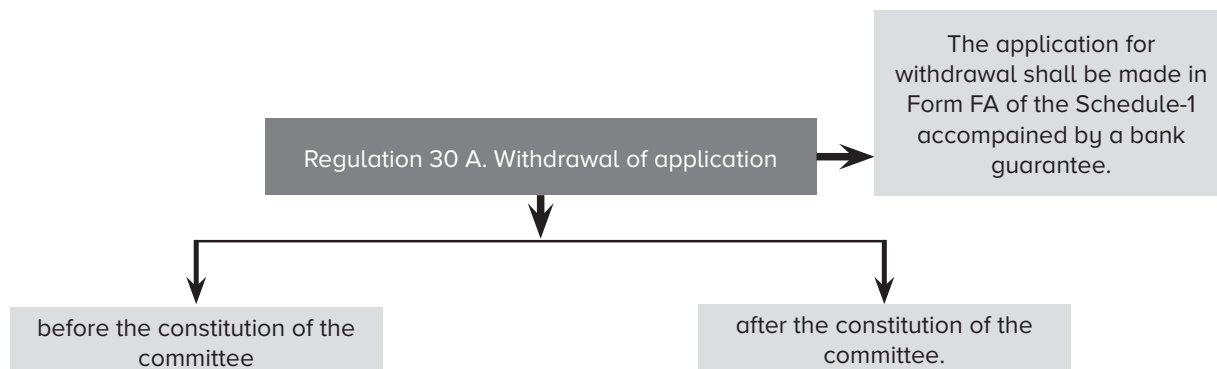 The application for
withdrawal shall be made in
Form FA of the Schedule-1
accompained by a bank
guarantee.
Regulation 30 A. Withdrawal of application
before the constitution of the
committee
after the constitution of the
committee.